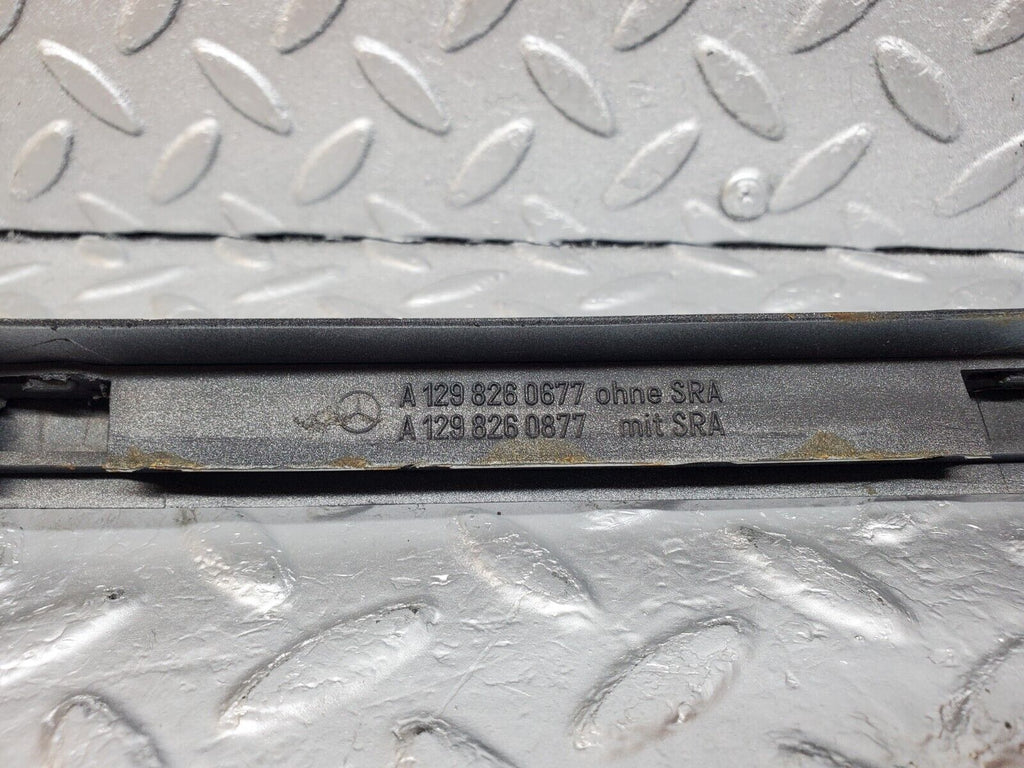 A 129 826 0677 ohne SRA
A 129 826 0877 mit SRA